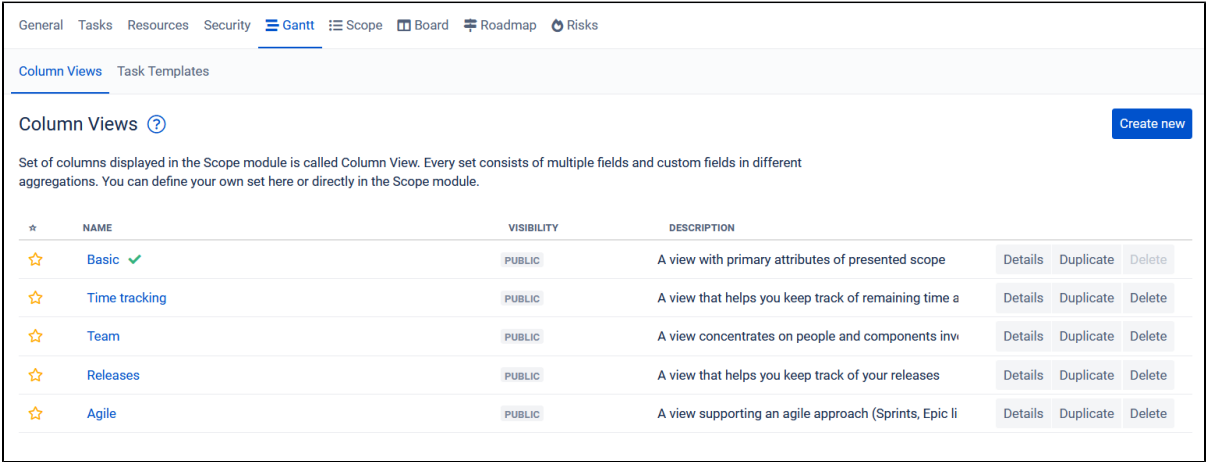 General Tasks Resources Security Gantt Scope Board Roadmap Risks
Column Views Task Templates
Column Views ?
Create new
Set of columns displayed in the Scope module is called Column View. Every set consists of multiple fields and custom fields in different
aggregations. You can define your own set here or directly in the Scope module.
NAME VISIBILITY DESCRIPTION
Basic PUBLIC A view with primary attributes of presented scope Details Duplicate Delete
Time tracking PUBLIC A view that helps you keep track of remaining time a Details Duplicate Delete
Team PUBLIC A view concentrates on people and components inv Details Duplicate Delete
Releases PUBLIC A view that helps you keep track of your releases Details Duplicate Delete
Agile PUBLIC A view supporting an agile approach (Sprints, Epic li Details Duplicate Delete